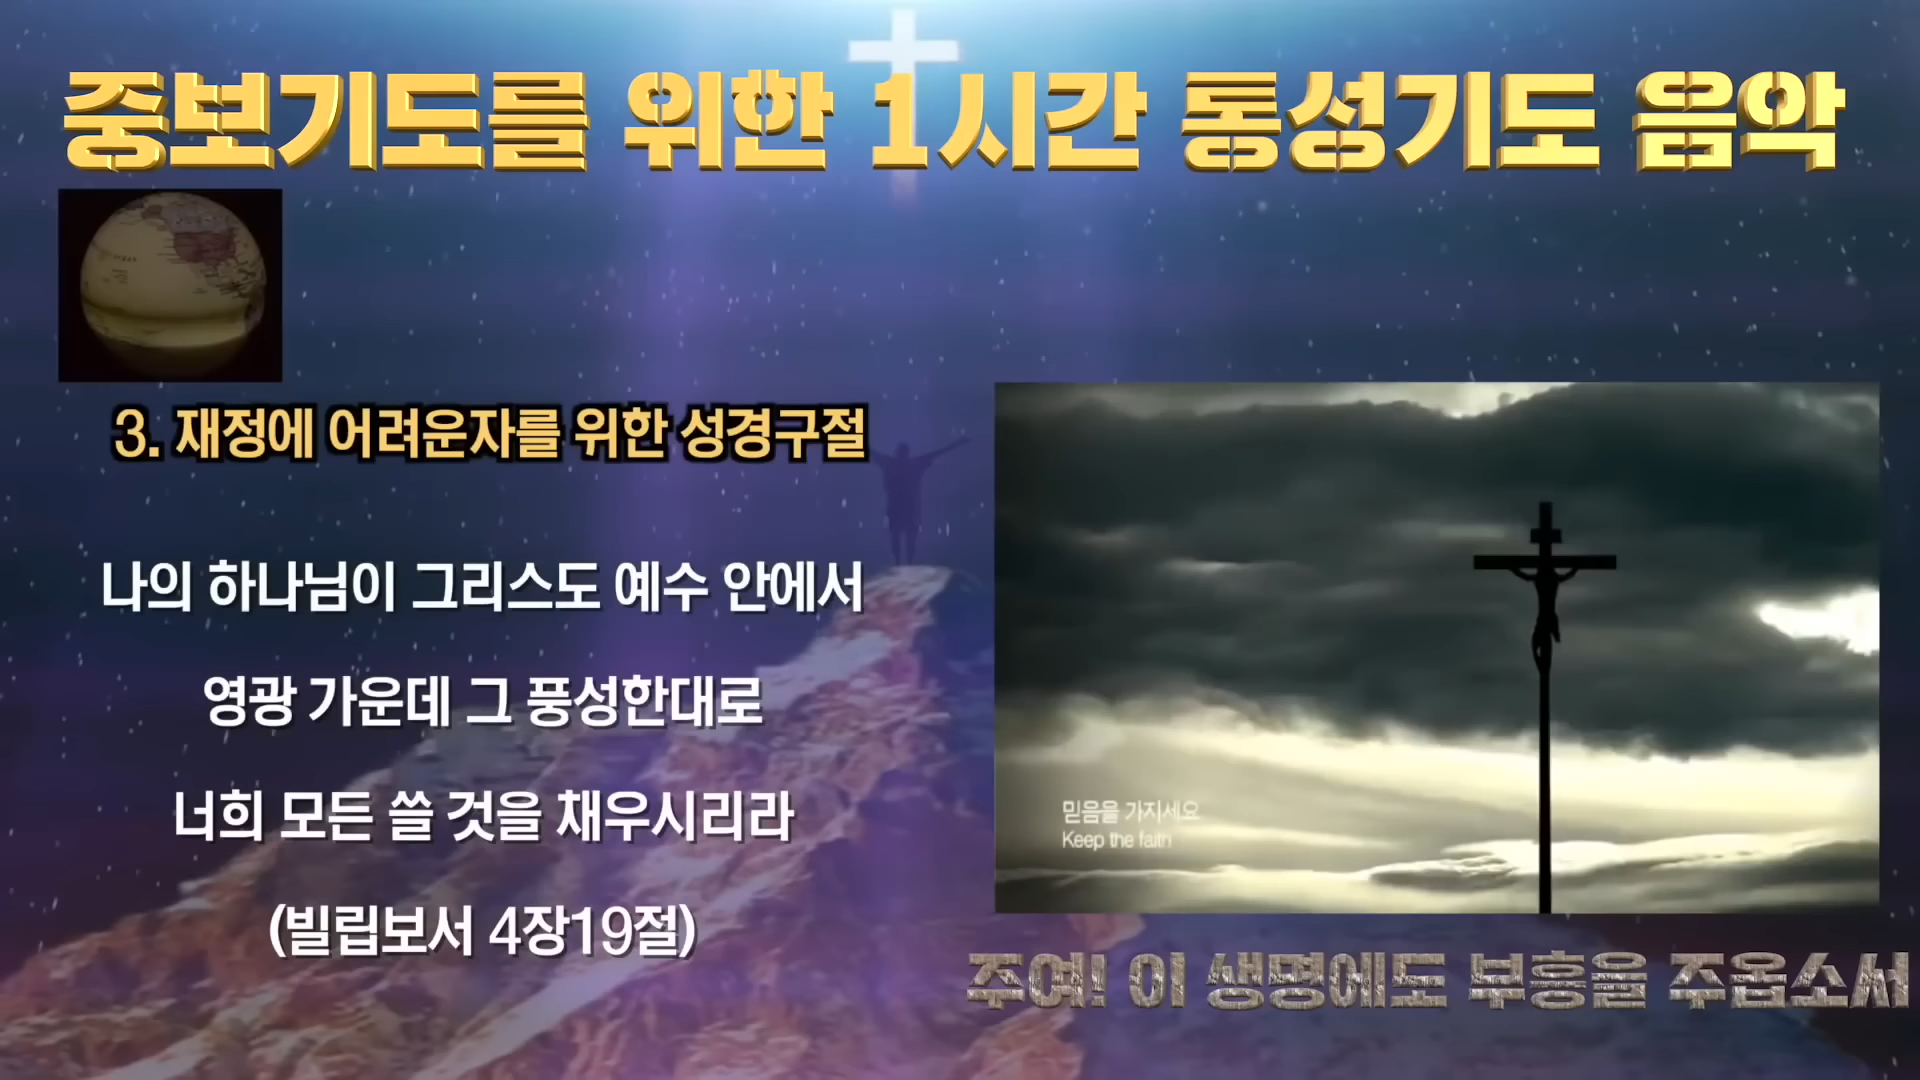 중보기도를 위한 1시간 통성기도 음악
3. 재정에 어려운자를 위한 성경구절
나의 하나님이 그리스도 예수 안에서
영광 가운데 그 풍성한대로
너희 모든 쓸 것을 채우시리라
(빌립보서 4장19절)
믿음을 가지세요
Keep the faith
주여! 이 생명에도 부흥을 주옵소서